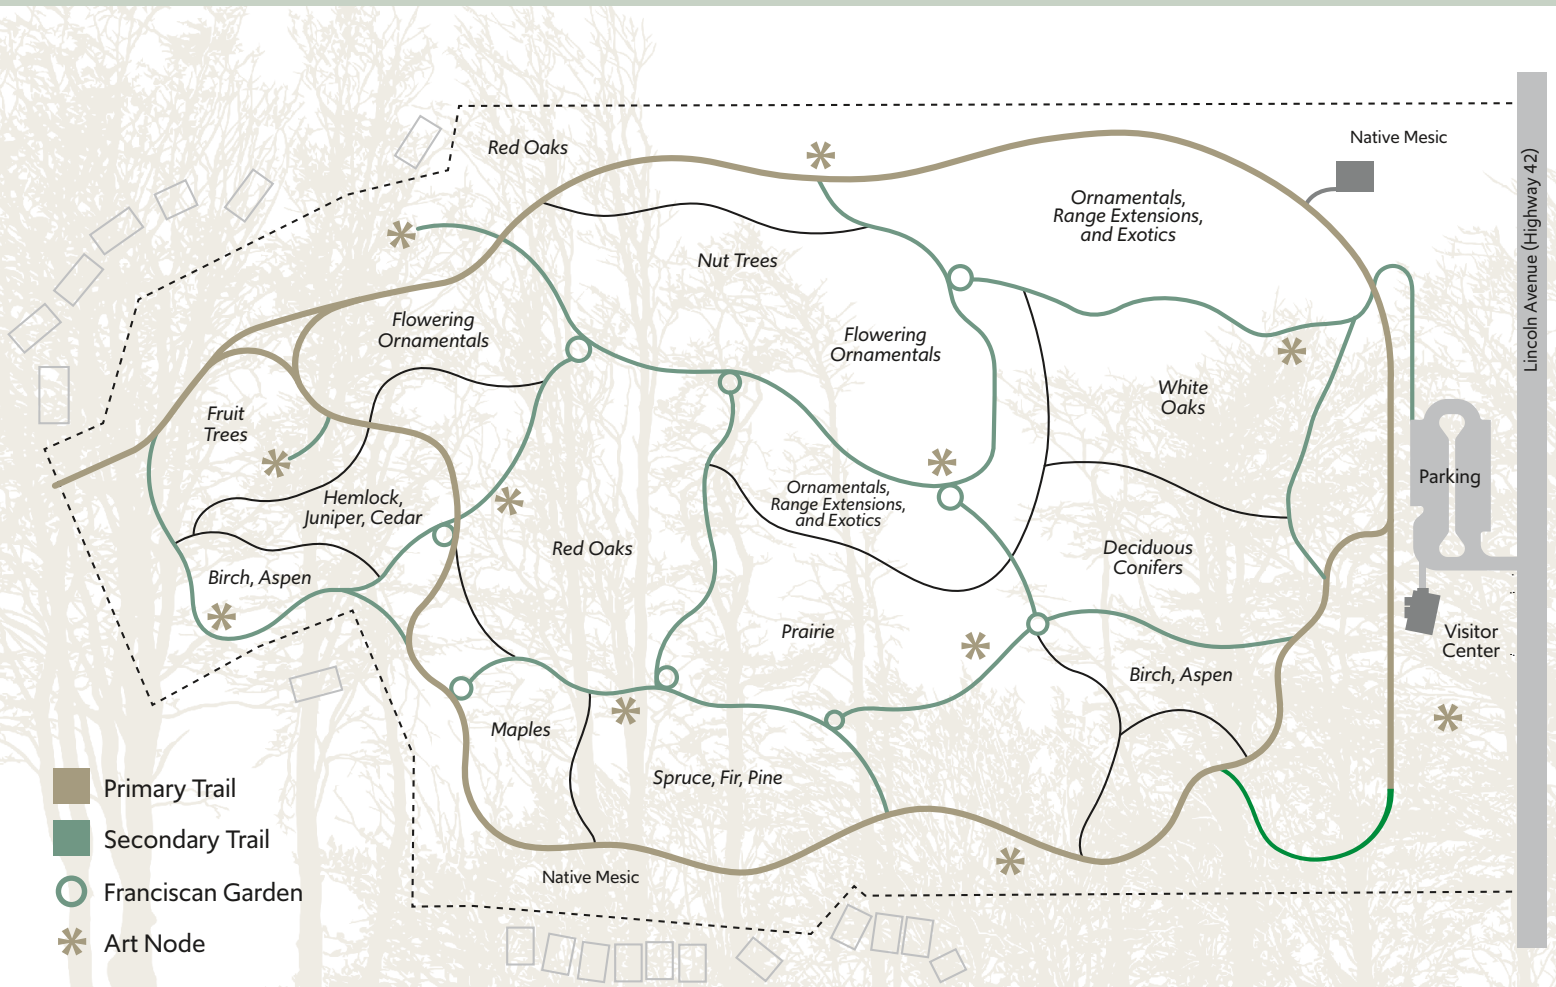 Native Mesic
Red Oaks
Ornamentals,
Range Extensions,
and Exotics
Lincoln Avenue (Highway 42)
Nut Trees
Flowering
Ornamentals
Flowering
Ornamentals
White
Oaks
Fruit
Trees
Parking
Ornamentals,
Range Extensions,
and Exotics
Hemlock,
Juniper, Cedar
Red Oaks
Deciduous
Conifers
Birch, Aspen
Prairie
Visitor
Center
Birch, Aspen
Maples
Spruce, Fir, Pine
Native Mesic
Primary Trail
Secondary Trail
Franciscan Garden
Art Node